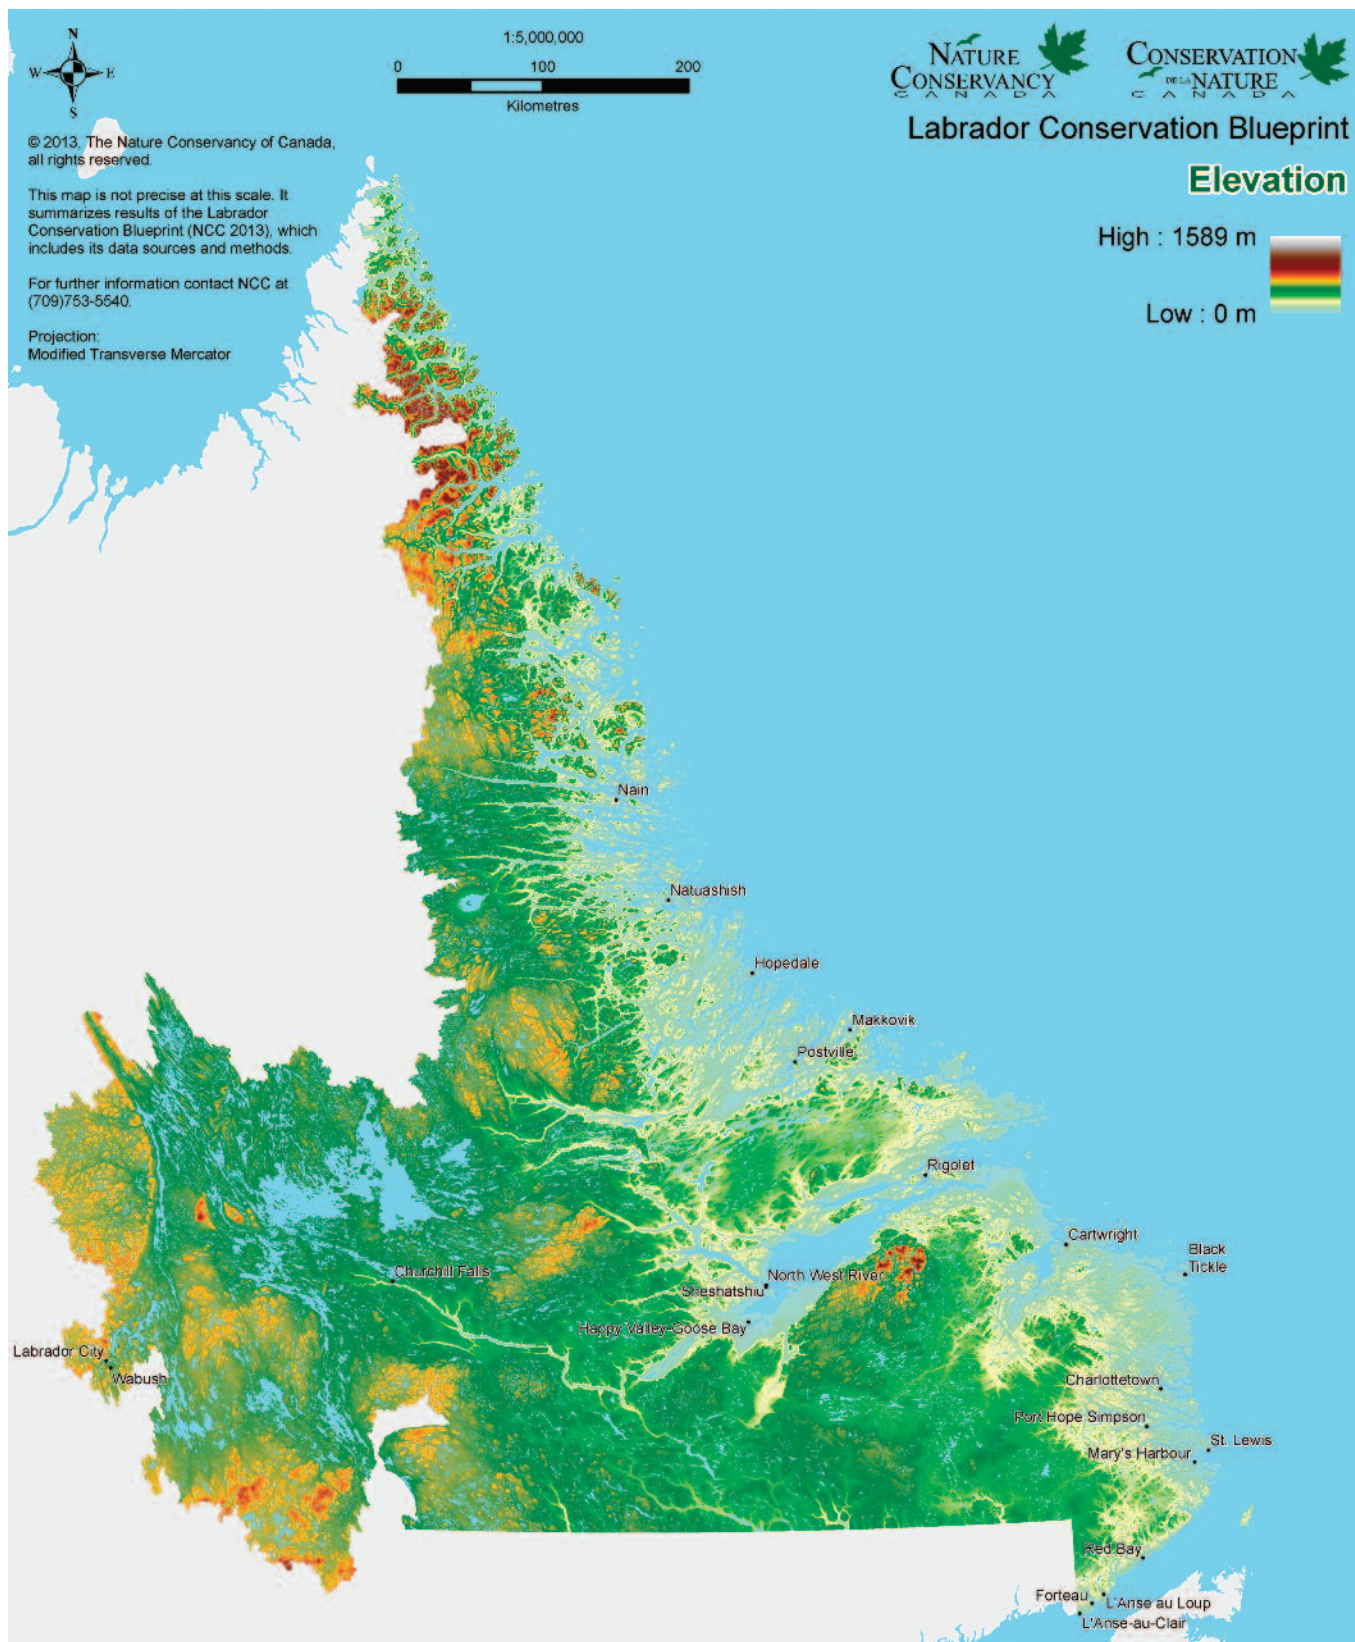 N
W E
S
1:5,000,000
0 100 200
Kilometres
NATURE
CONSERVANCY
CANADA
CONSERVATION
DE LA NATURE
CANADA
Labrador Conservation Blueprint
Elevation
High : 1589 m
Low : 0 m
© 2013, The Nature Conservancy of Canada,
all rights reserved.
This map is not precise at this scale. It
summarizes results of the Labrador
Conservation Blueprint (NCC 2013), which
includes its data sources and methods.
For further information contact NCC at
(709)753-5540.
Projection:
Modified Transverse Mercator
Nain
Natuashish
Hopedale
Makkovik
Postville
Rigolet
Cartwright
Black
Tickle
Churchill Falls
North West River
Sheshatshiu
Happy Valley-Goose Bay
Labrador City
Wabush
Charlottetown
Port Hope Simpson
St. Lewis
Mary's Harbour
Red Bay
Forteau
L'Anse au Loup
L'Anse-au-Clair